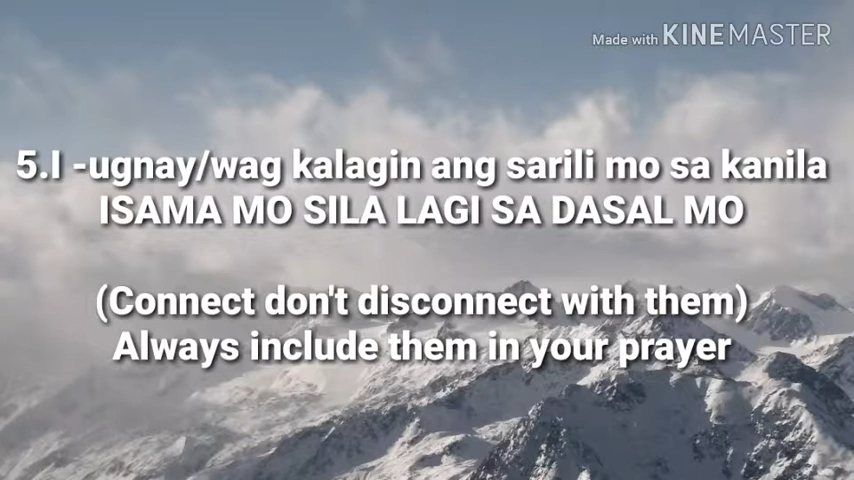 Made with KINEMASTER
5.I -ugnay/wag kalagin ang sarili mo sa kanila
ISAMA MO SILA LAGI SA DASAL MO
(Connect don't disconnect with them)
Always include them in your prayer